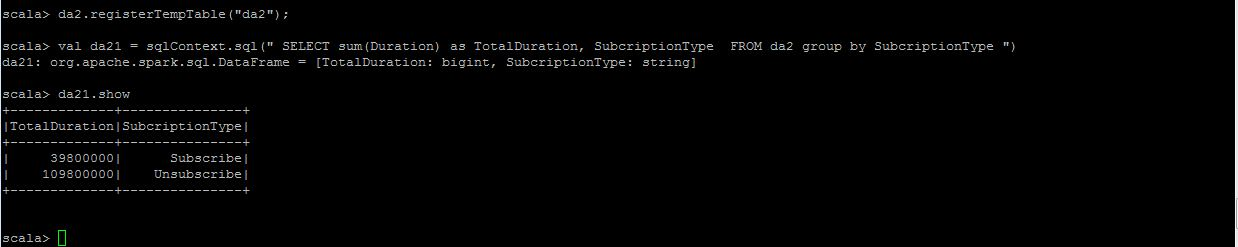 scala> da2.registerTempTable("da2");
scala> val da21 = sqlContext.sql(" SELECT sum(Duration) as TotalDuration, SubcriptionType  FROM da2 group by SubcriptionType ")
da21: org.apache.spark.sql.DataFrame = [TotalDuration: bigint, SubcriptionType: string]
scala> da21.show
+-------------+---------------+
|TotalDuration|SubcriptionType|
+-------------+---------------+
|     39800000|      Subscribe|
|    109800000|    Unsubscribe|
+-------------+---------------+
scala>